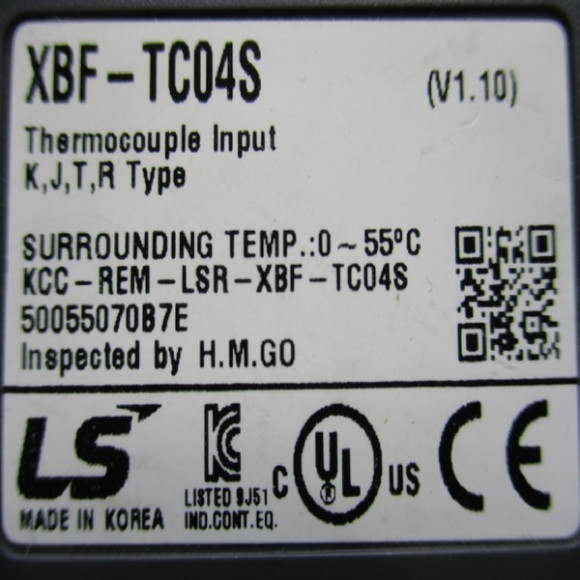 XBF-TC04S (V1.10)
Thermocouple Input
K,J,T,R Type
SURROUNDING TEMP.:0~55ºC
KCC-REM-LSR-XBF-TC04S
50055070B7E
Inspected by H.M.GO
LS
MADE IN KOREA
LISTED 9J51
IND.CONT.EQ.
C UL US
CE